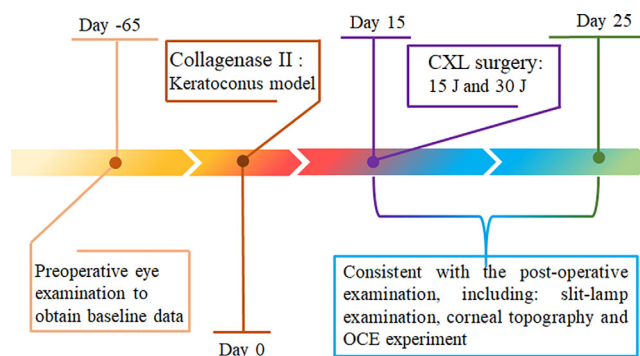 Day -65
Day 15
Day 25
Collagenase II :
Keratoconus model
CXL surgery:
15 J and 30 J
Preoperative eye
examination to
obtain baseline data
Consistent with the post-operative
examination, including: slit-lamp
examination, corneal topography and
OCE experiment
Day 0